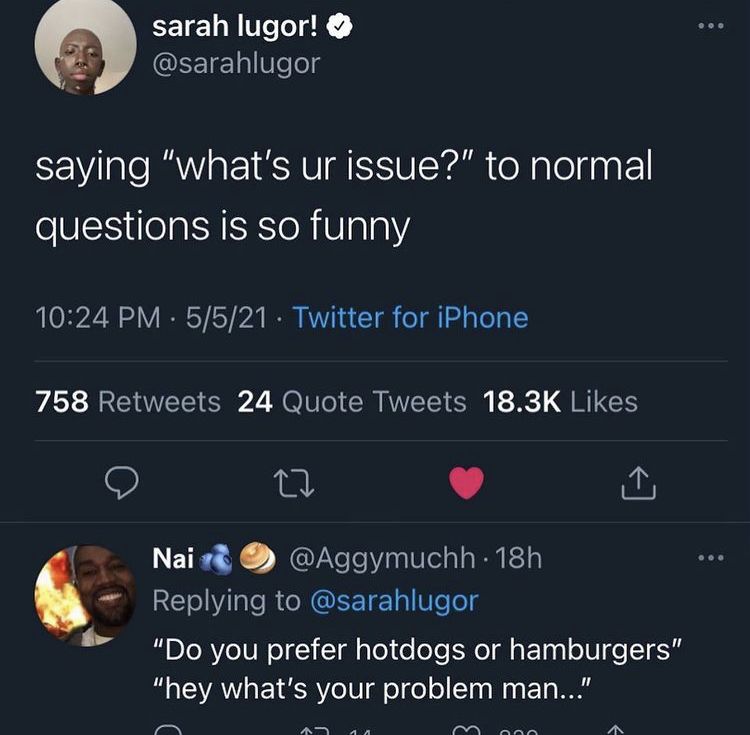 sarah lugor!
@sarahlugor
saying “what’s ur issue?” to normal
questions is so funny
10:24 PM · 5/5/21 · Twitter for iPhone
758 Retweets 24 Quote Tweets 18.3K Likes
Nai🫐🥞 @Aggymuchh · 18h
Replying to @sarahlugor
“Do you prefer hotdogs or hamburgers”
“hey what’s your problem man...”